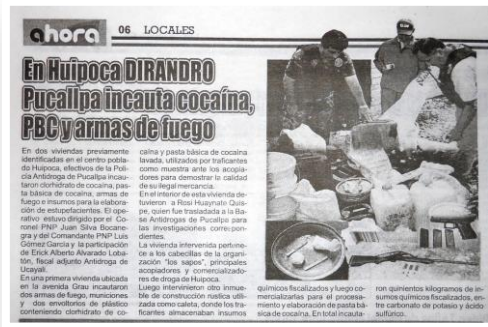 ahora
06 LOCALES
En Huipoca DIRANDRO
Pucallpa incauta cocaína,
PBC y armas de fuego
En dos viviendas previamente
identificadas en el centro pobla-
do Huipoca, efectivos de la Poli-
cía Antidroga de Pucallpa incau-
taron clorhidrato de cocaína, pas-
ta básica de cocaína, armas de
fuego e insumos para la elabora-
ción de estupefacientes. El ope-
rativo estuvo dirigido por el Co-
ronel PNP Juan Silva Bocane-
gra y del Comandante PNP Luis
Gómez García y la participación
de Erick Alberto Alvarado Loba-
tón, fiscal adjunto Antidroga de
Ucayali.
En una primera vivienda ubicada
en la avenida Grau incautaron
dos armas de fuego, municiones
y dos envoltorios de plástico
conteniendo clorhidrato de co-
caína y pasta básica de cocaína
lavada, utilizados por traficantes
como muestra ante los acopia-
dores para demostrar la calidad
de su ilegal mercancía.
En el interior de esta vivienda de-
tuvieron a Rosi Huaynate Quis-
pe, quien fue trasladada a la Ba-
se Antidrogas de Pucallpa para
las investigaciones corres pon-
dientes.
La vivienda intervenida pertene-
ce a los cabecillas de la organi-
zación "los sapos", principales
acopiadores y comercializado-
res de droga de Huipoca.
Luego intervinieron otro inmue-
ble de construcción rustica utili-
zada como caleta, donde los tra-
ficantes almacenaban insumos
químicos fiscalizados y fuego co-
mercializarlas para el procesa-
miento y elaboración de pasta bá-
sica de cocaína. En total incauta-
ron quinientos kilogramos de in-
sumos químicos fiscalizados, en-
tre carbonato de potasio y ácido
sulfúrico.